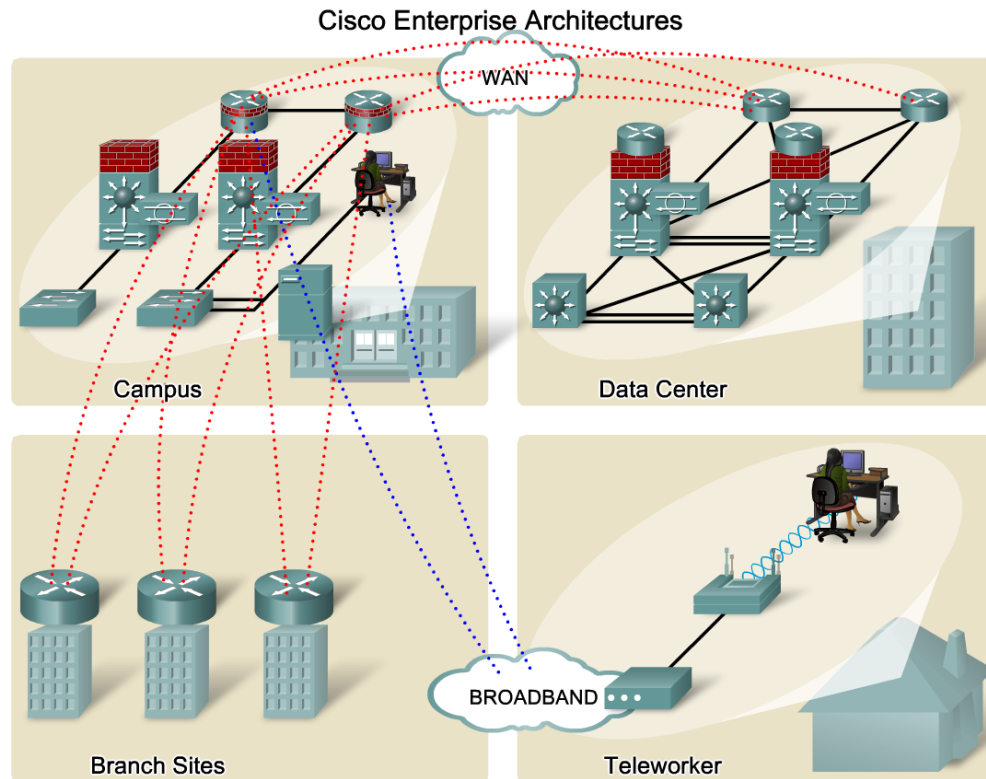 Cisco Enterprise Architectures
WAN
Campus
Data Center
BROADBAND
Branch Sites
Teleworker